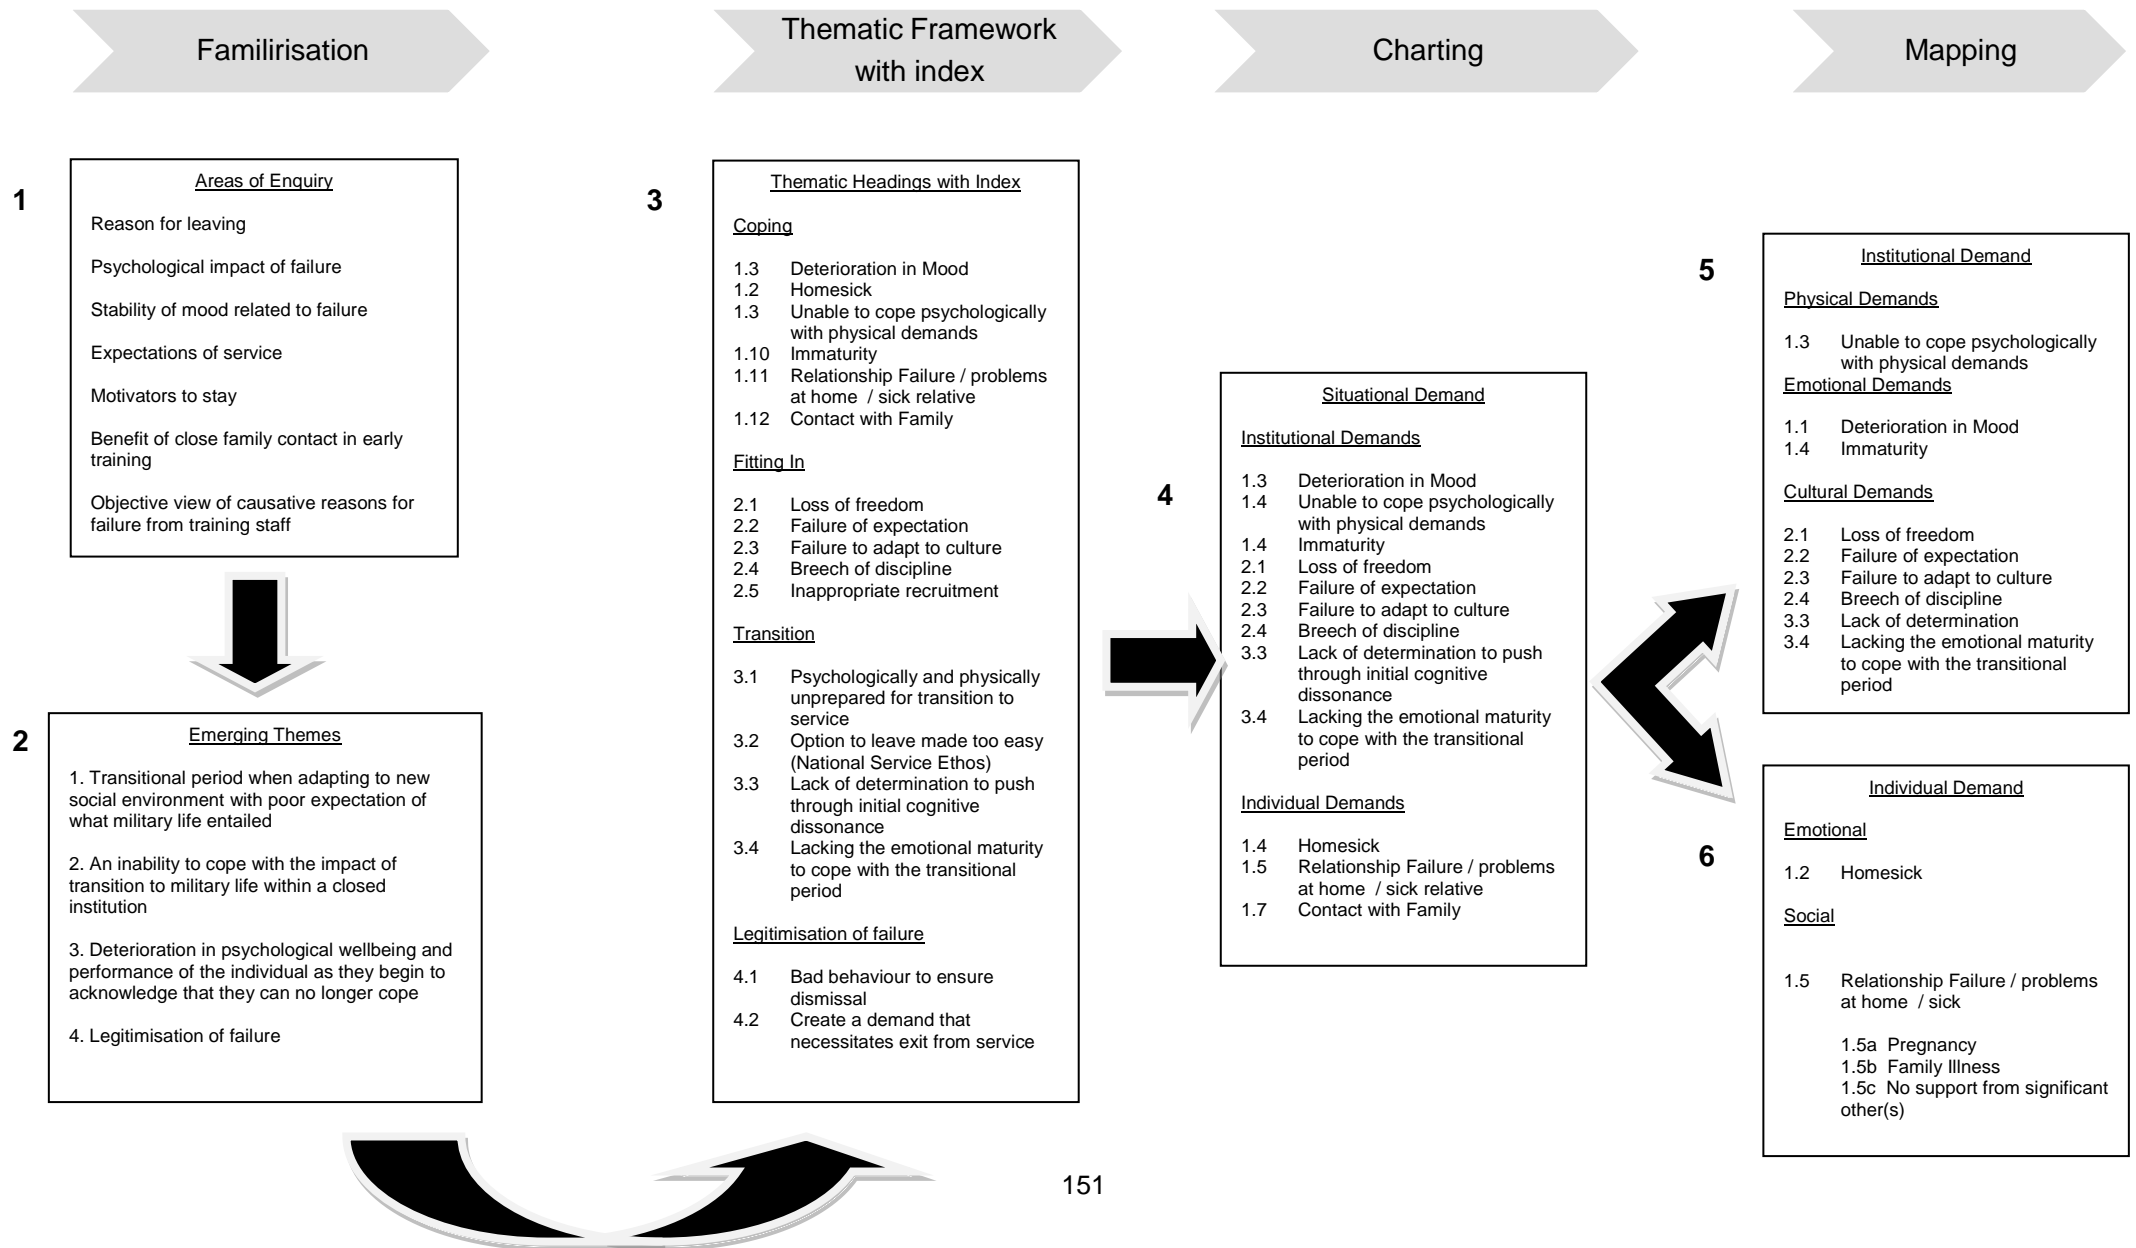 Familirisation
Thematic Framework
with index
Charting
Mapping
1
Areas of Enquiry
Reason for leaving
Psychological impact of failure
Stability of mood related to failure
Expectations of service
Motivators to stay
Benefit of close family contact in early
training
Objective view of causative reasons for
failure from training staff
2
Emerging Themes
1. Transitional period when adapting to new
social environment with poor expectation of
what military life entailed
2. An inability to cope with the impact of
transition to military life within a closed
institution
3. Deterioration in psychological wellbeing and
performance of the individual as they begin to
acknowledge that they can no longer cope
4. Legitimisation of failure
3
Thematic Headings with Index
Coping
1.3 Deterioration in Mood
1.2 Homesick
1.3 Unable to cope psychologically
with physical demands
1.10 Immaturity
1.11 Relationship Failure / problems
at home / sick relative
1.12 Contact with Family
Fitting In
2.1 Loss of freedom
2.2 Failure of expectation
2.3 Failure to adapt to culture
2.4 Breech of discipline
2.5 Inappropriate recruitment
Transition
3.1 Psychologically and physically
unprepared for transition to
service
3.2 Option to leave made too easy
(National Service Ethos)
3.3 Lack of determination to push
through initial cognitive
dissonance
3.4 Lacking the emotional maturity
to cope with the transitional
period
Legitimisation of failure
4.1 Bad behaviour to ensure
dismissal
4.2 Create a demand that
necessitates exit from service
4
Situational Demand
Institutional Demands
1.3 Deterioration in Mood
1.4 Unable to cope psychologically
with physical demands
1.4 Immaturity
2.1 Loss of freedom
2.2 Failure of expectation
2.3 Failure to adapt to culture
2.4 Breech of discipline
3.3 Lack of determination to push
through initial cognitive
dissonance
3.4 Lacking the emotional maturity
to cope with the transitional
period
Individual Demands
1.4 Homesick
1.5 Relationship Failure / problems
at home / sick relative
1.7 Contact with Family
5
Institutional Demand
Physical Demands
1.3 Unable to cope psychologically
with physical demands
Emotional Demands
1.1 Deterioration in Mood
1.4 Immaturity
Cultural Demands
2.1 Loss of freedom
2.2 Failure of expectation
2.3 Failure to adapt to culture
2.4 Breech of discipline
3.3 Lack of determination
3.4 Lacking the emotional maturity
to cope with the transitional
period
6
Individual Demand
Emotional
1.2 Homesick
Social
1.5 Relationship Failure / problems
at home / sick
1.5a Pregnancy
1.5b Family Illness
1.5c No support from significant
other(s)
151